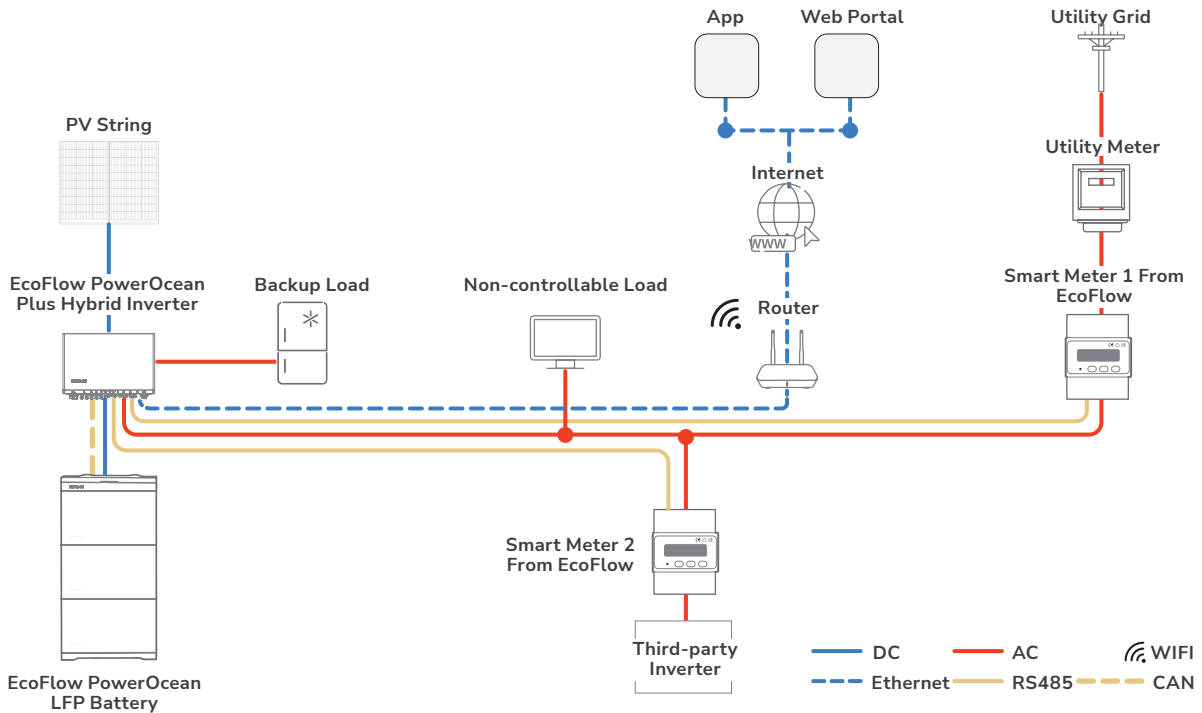 App
Web Portal
Utility Grid
PV String
Utility Meter
Internet
WWW
EcoFlow PowerOcean
Plus Hybrid Inverter
Backup Load
Non-controllable Load
Smart Meter 1 From
EcoFlow
Router
Smart Meter 2
From EcoFlow
Third-party
Inverter
EcoFlow PowerOcean
LFP Battery
DC
AC
WIFI
Ethernet
RS485
CAN